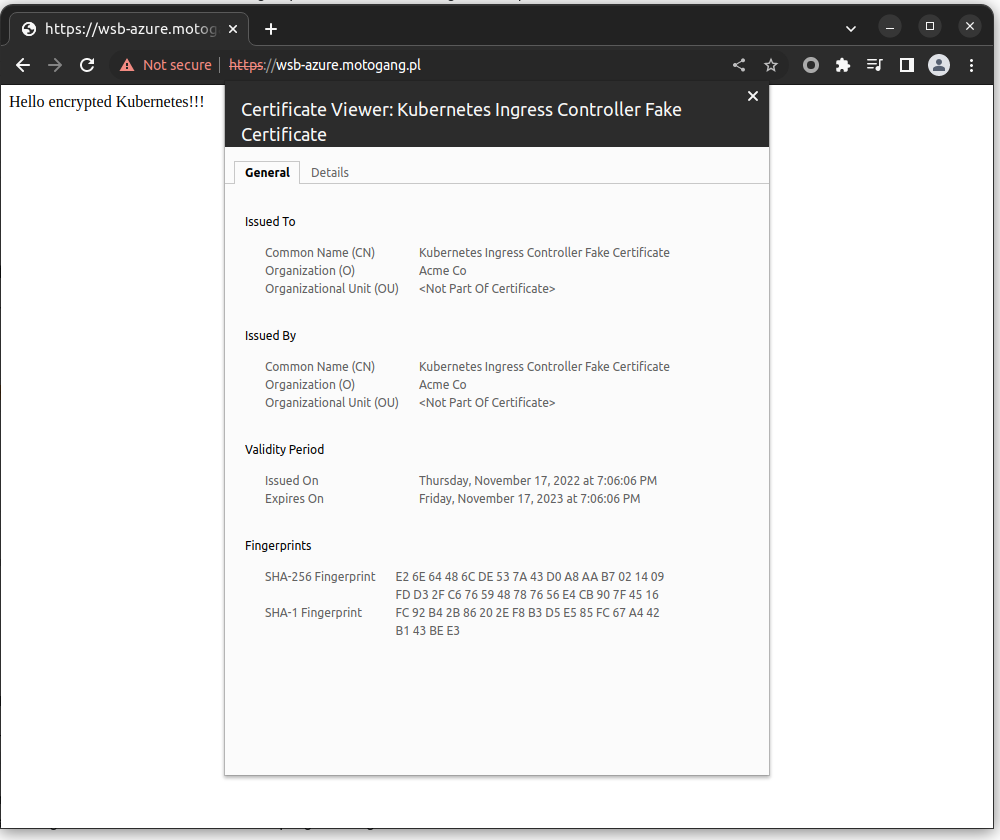 https://wsb-azure.motog
Not secure
https://wsb-azure.motogang.pl
Hello encrypted Kubernetes!!!
Certificate Viewer: Kubernetes Ingress Controller Fake
Certificate
General Details
Issued To
Common Name (CN) Kubernetes Ingress Controller Fake Certificate
Organization (O) Acme Co
Organizational Unit (OU) <Not Part Of Certificate>
Issued By
Common Name (CN) Kubernetes Ingress Controller Fake Certificate
Organization (O) Acme Co
Organizational Unit (OU) <Not Part Of Certificate>
Validity Period
Issued On Thursday, November 17, 2022 at 7:06:06 PM
Expires On Friday, November 17, 2023 at 7:06:06 PM
Fingerprints
SHA-256 Fingerprint E2 6E 64 48 6C DE 53 7A 43 D0 A8 AA B7 02 14 09
FD D3 2F C6 76 59 48 78 76 56 E4 CB 90 7F 45 16
SHA-1 Fingerprint FC 92 B4 2B 86 20 2E F8 B3 D5 E5 85 FC 67 A4 42
B1 43 BE E3